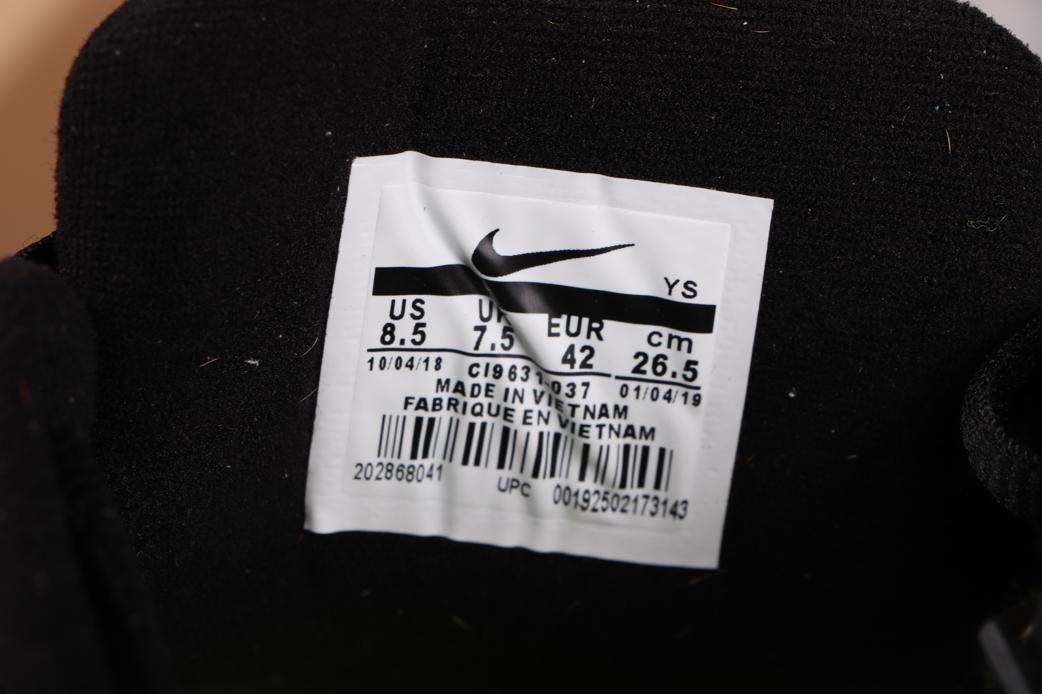 YS
US UK EUR cm
8.5 7.5 42 26.5
10/04/18 CI9631-037 01/04/19
MADE IN VIETNAM
FABRIQUE EN VIETNAM
202868041 UPC 00192502173143